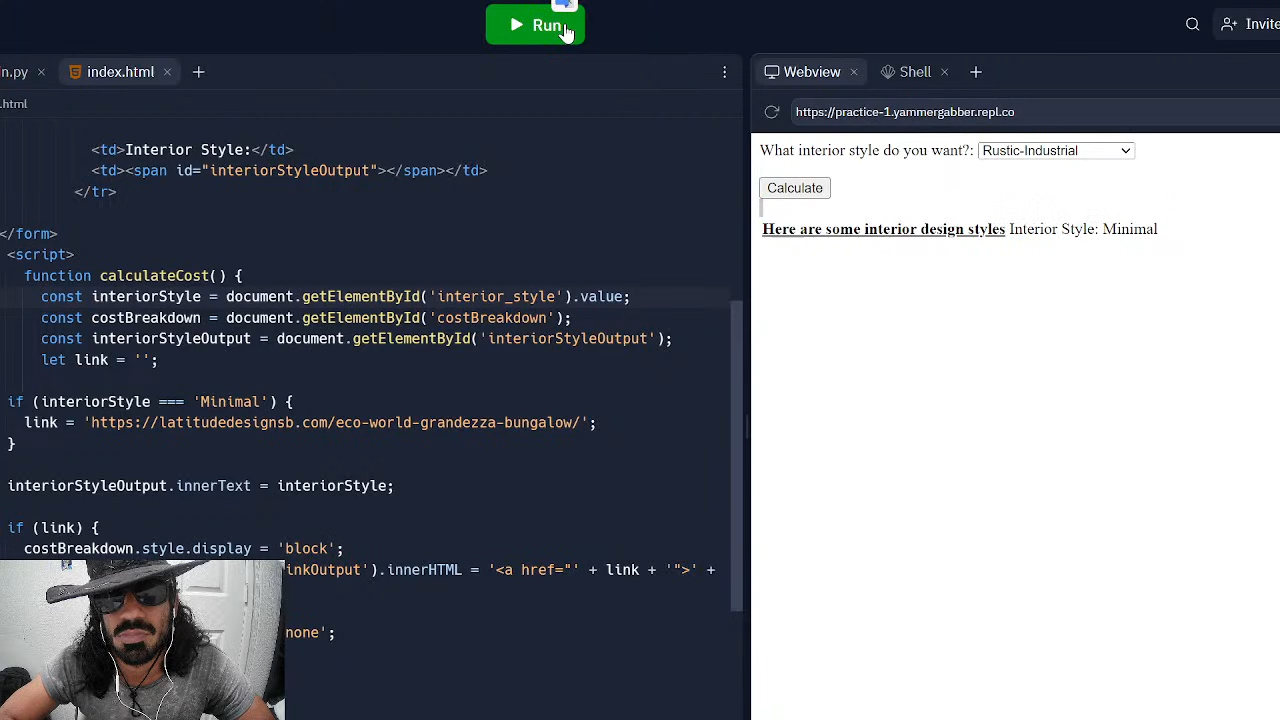 Run
Invite
n.py
index.html
Webview
Shell
.html
https://practice-1.yammergabber.repl.co
<td>Interior Style:</td>
<td><span id="interiorStyleOutput"></span></td>
</tr>
</form>
<script>
function calculateCost() {
const interiorStyle = document.getElementById('interior_style').value;
const costBreakdown = document.getElementById('costBreakdown');
const interiorStyleOutput = document.getElementById('interiorStyleOutput');
let link = '';
if (interiorStyle === 'Minimal') {
link = 'https://latitudedesignsb.com/eco-world-grandezza-bungalow/';
}
interiorStyleOutput.innerText = interiorStyle;
if (link) {
costBreakdown.style.display = 'block';
inkOutput').innerHTML = '<a href="' + link + '">' +
none';
What interior style do you want?: Rustic-Industrial
Calculate
Here are some interior design styles Interior Style: Minimal